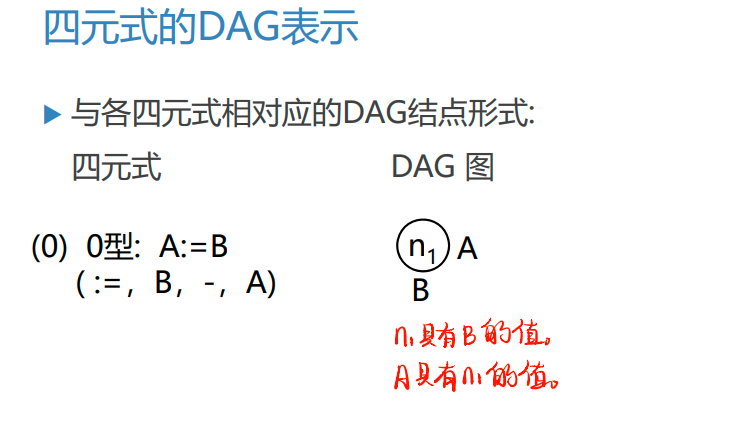 四元式的DAG表示
与各四元式相对应的DAG结点形式:
四元式 DAG 图
(0) 0型: A:=B
( :=, B, -, A)
n₁ A
B
n₁具有B的值。
A具有n₁的值。